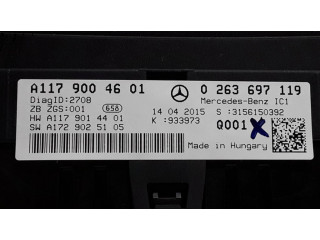 A117 900 46 01 0 263 697 119
DiagID:2708 Mercedes-Benz IC1
ZB ZGS:001 658 14 04 2015 S :3156150392
HW A117 901 44 01 K :933973
SW A172 902 51 05 Q001 X
Made in Hungary